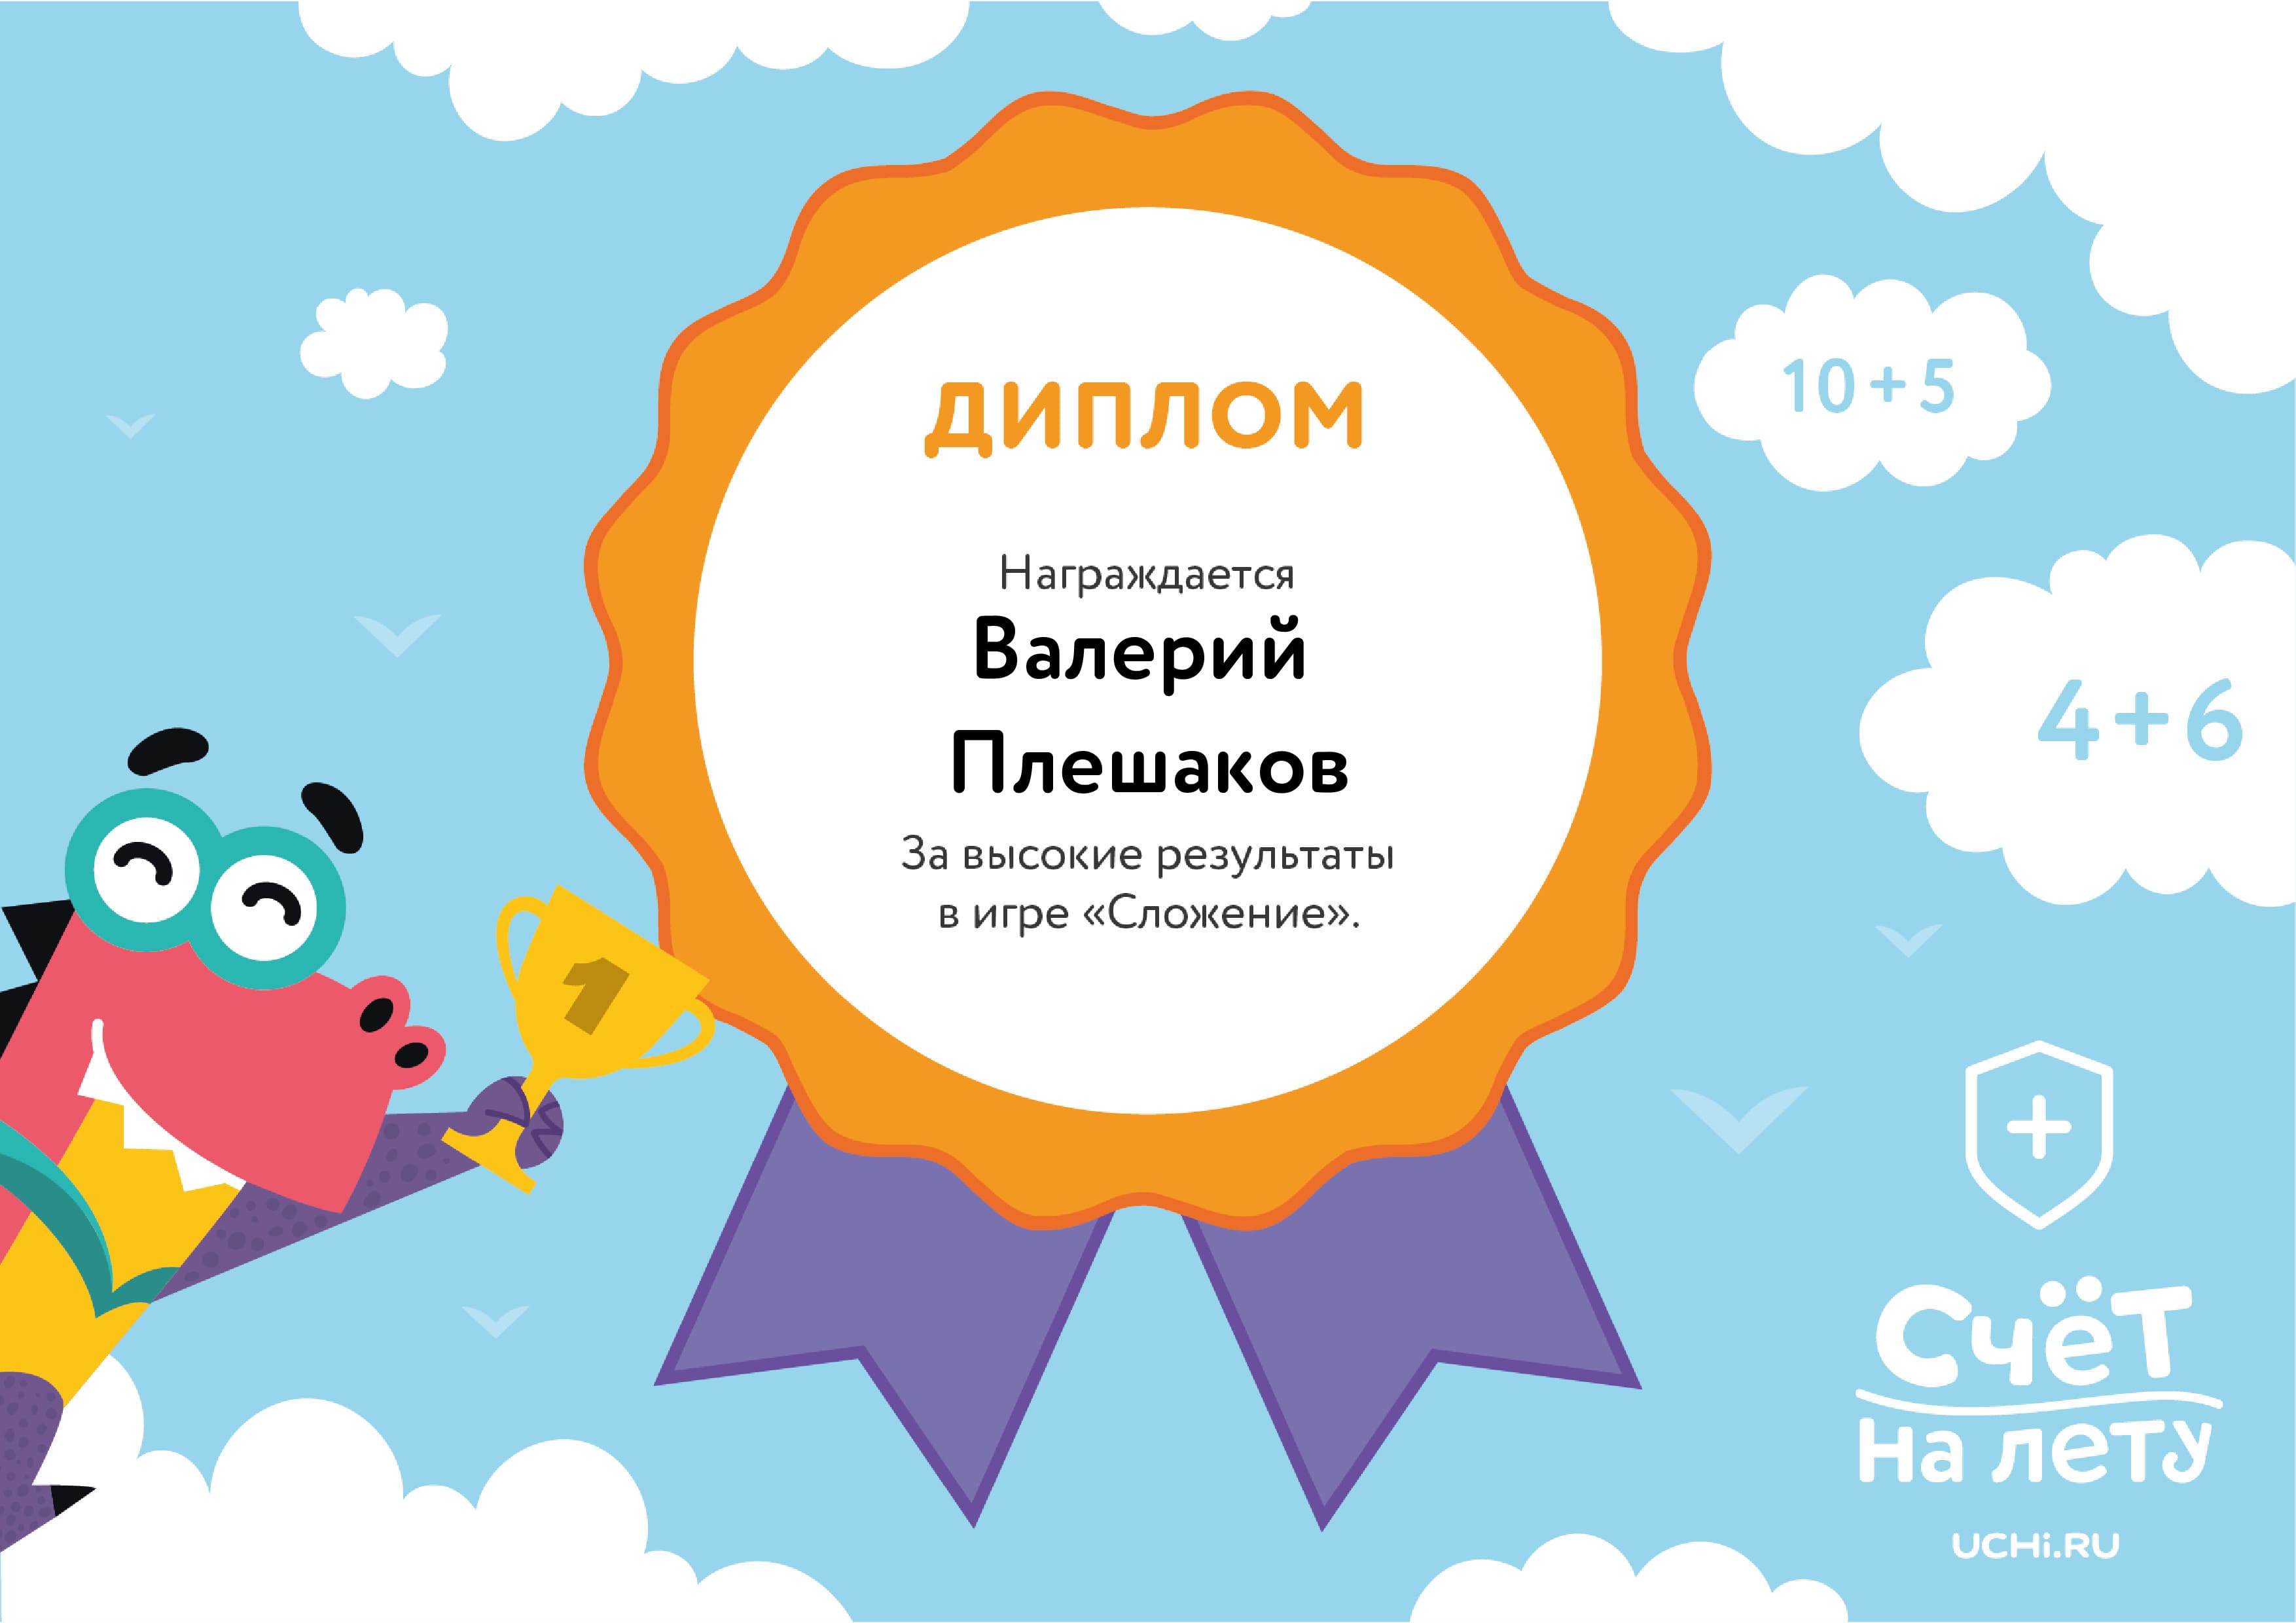 ДИПЛОМ
Награждается
Валерий
Плешаков
За высокие результаты
в игре «Сложение».
10+5
4+6
1
+
Счёт
на лету
UCHi.RU